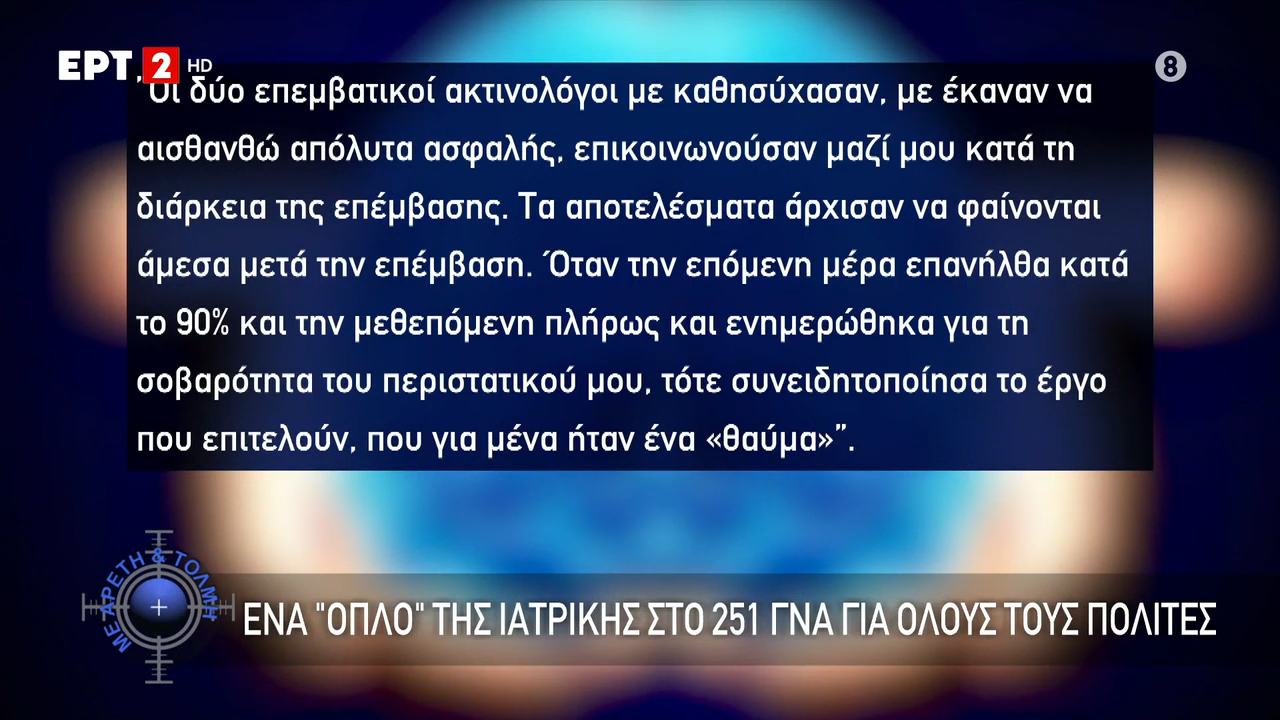 ΕΡΤ 2 HD
8
"Οι δύο επεμβατικοί ακτινολόγοι με καθησύχασαν, με έκαναν να
αισθανθώ απόλυτα ασφαλής, επικοινωνούσαν μαζί μου κατά τη
διάρκεια της επέμβασης. Τα αποτελέσματα άρχισαν να φαίνονται
άμεσα μετά την επέμβαση. Όταν την επόμενη μέρα επανήλθα κατά
το 90% και την μεθεπόμενη πλήρως και ενημερώθηκα για τη
σοβαρότητα του περιστατικού μου, τότε συνειδητοποίησα το έργο
που επιτελούν, που για μένα ήταν ένα «θαύμα»”.
ΜΕ ΑΡΕΤΗ & ΤΟΛΜΗ
ΕΝΑ "ΟΠΛΟ" ΤΗΣ ΙΑΤΡΙΚΗΣ ΣΤΟ 251 ΓΝΑ ΓΙΑ ΟΛΟΥΣ ΤΟΥΣ ΠΟΛΙΤΕΣ